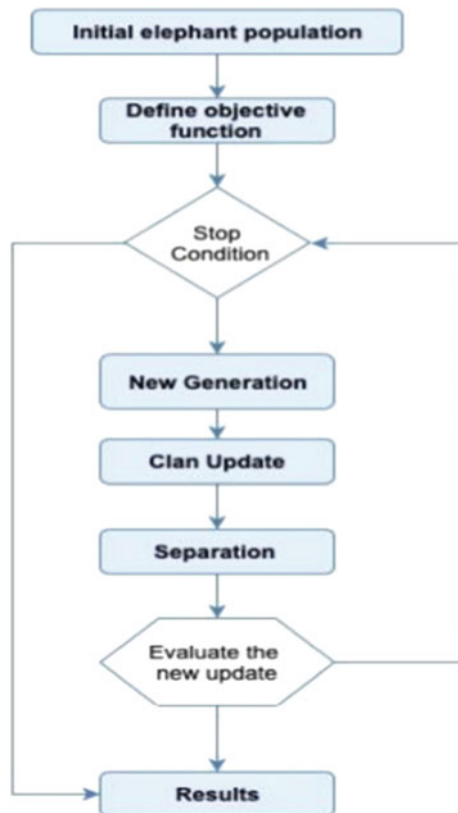 Initial elephant population
Define objective
function
Stop
Condition
New Generation
Clan Update
Separation
Evaluate the
new update
Results